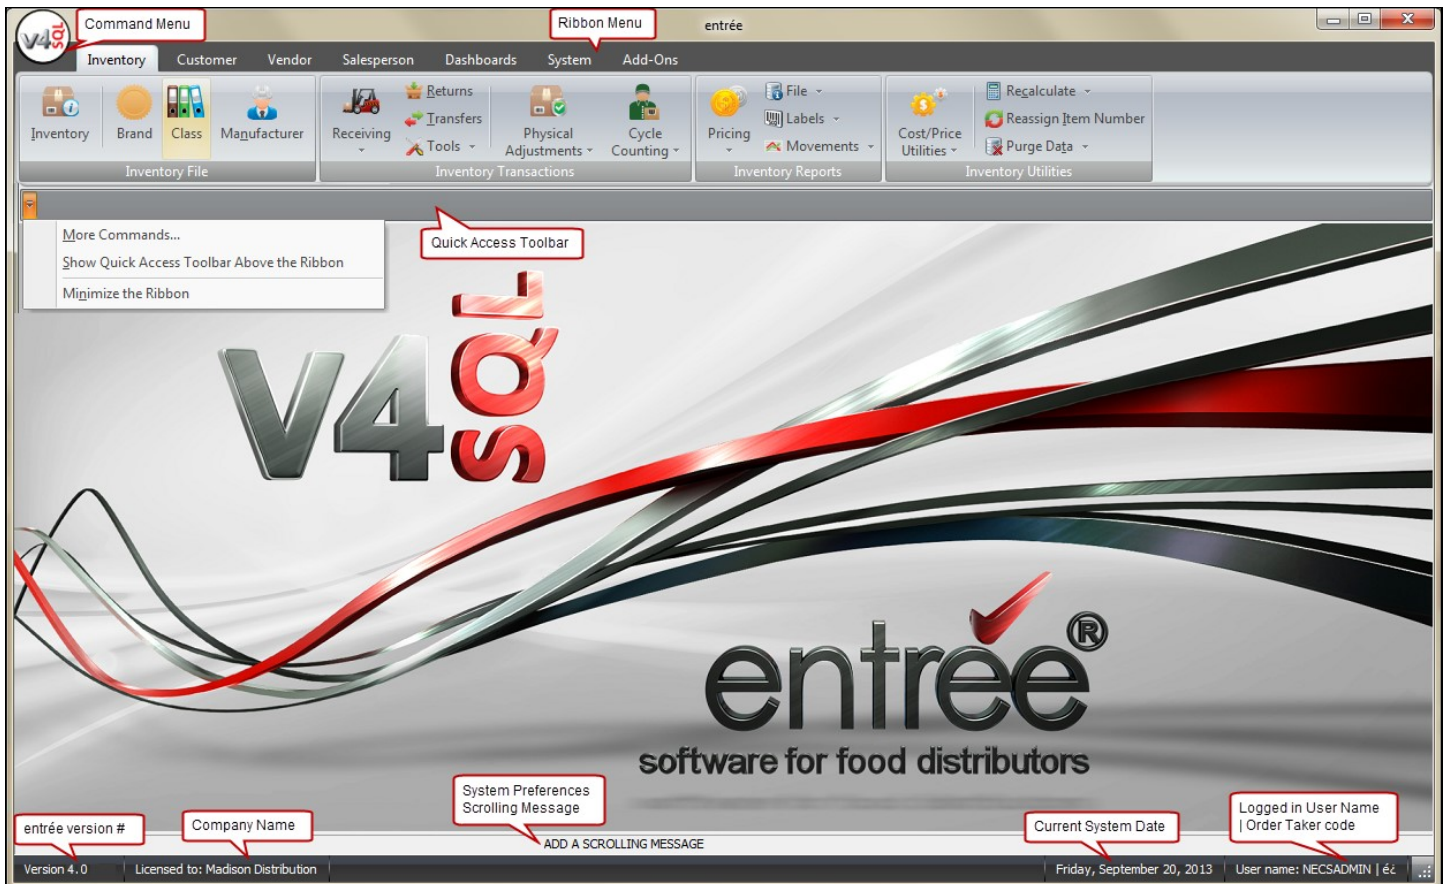 Command Menu
Ribbon Menu
entrée
V4SQL
Inventory Customer Vendor Salesperson Dashboards System Add-Ons
Inventory Brand Class Manufacturer
Receiving
Returns
Transfers
Tools
Physical
Adjustments
Cycle
Counting
Pricing
File
Labels
Movements
Cost/Price
Utilities
Recalculate
Reassign Item Number
Purge Data
Inventory File Inventory Transactions Inventory Reports Inventory Utilities
Quick Access Toolbar
More Commands...
Show Quick Access Toolbar Above the Ribbon
Minimize the Ribbon
V4SQL
entrée®
software for food distributors
System Preferences
Scrolling Message
entrée version #
Company Name
Current System Date
Logged in User Name
| Order Taker code
ADD A SCROLLING MESSAGE
Version 4.0 Licensed to: Madison Distribution Friday, September 20, 2013 User name: NECSADMIN | é¿